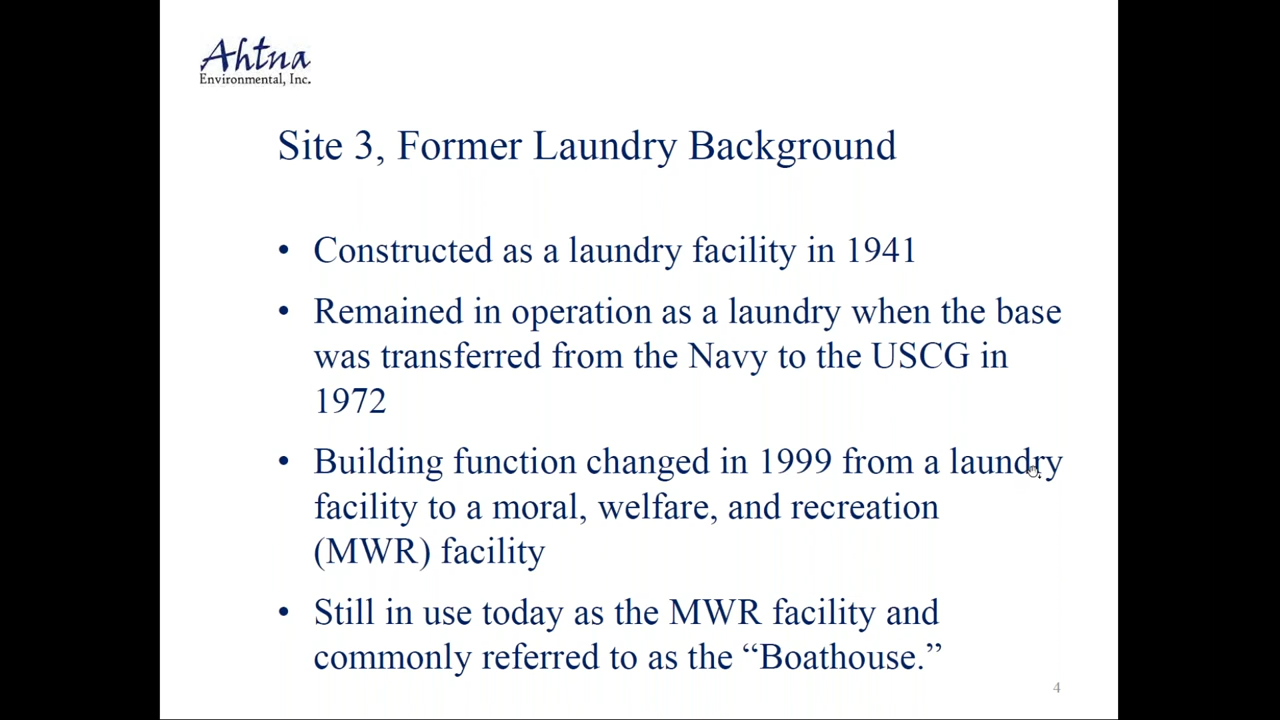 Ahtna
Environmental, Inc.
Site 3, Former Laundry Background
• Constructed as a laundry facility in 1941
• Remained in operation as a laundry when the base
was transferred from the Navy to the USCG in
1972
• Building function changed in 1999 from a laundry
facility to a moral, welfare, and recreation
(MWR) facility
• Still in use today as the MWR facility and
commonly referred to as the “Boathouse.”
4